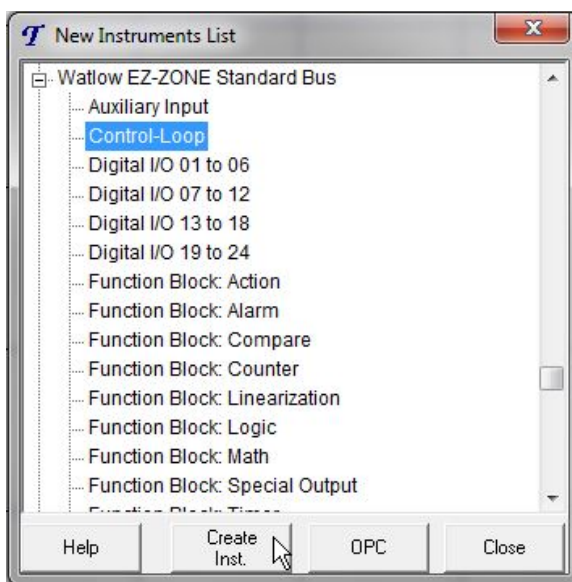 T New Instruments List
X
Watlow EZ-ZONE Standard Bus
Auxiliary Input
Control-Loop
Digital I/O 01 to 06
Digital I/O 07 to 12
Digital I/O 13 to 18
Digital I/O 19 to 24
Function Block: Action
Function Block: Alarm
Function Block: Compare
Function Block: Counter
Function Block: Linearization
Function Block: Logic
Function Block: Math
Function Block: Special Output
Function Block: Timer
Help
Create
Inst.
OPC
Close